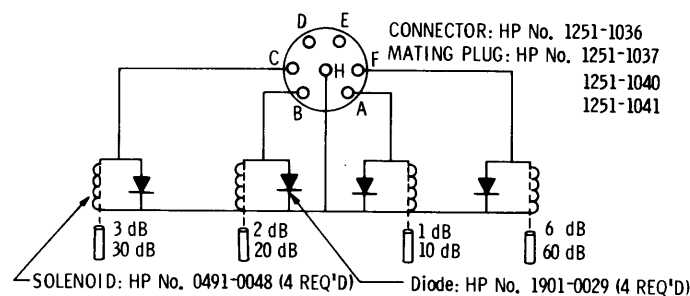 D E
C H F
B A
CONNECTOR: HP No. 1251-1036
MATING PLUG: HP No. 1251-1037
1251-1040
1251-1041
3 dB
30 dB
2 dB
20 dB
1 dB
10 dB
6 dB
60 dB
SOLENOID: HP No. 0491-0048 (4 REQ'D)
Diode: HP No. 1901-0029 (4 REQ'D)